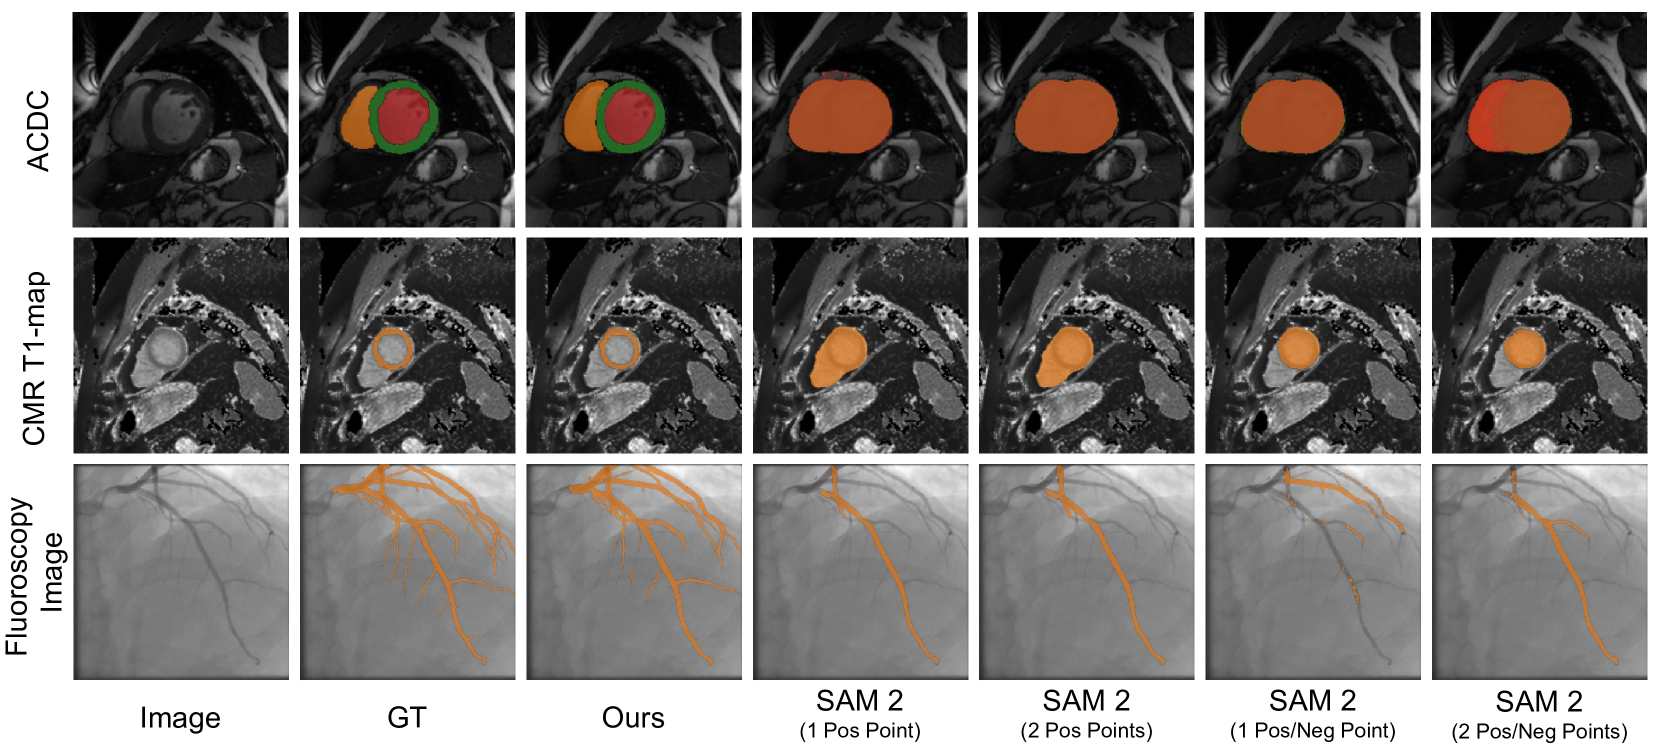 ACDC
CMR T1-map
Fluoroscopy
Image
Image
GT
Ours
SAM 2
(1 Pos Point)
SAM 2
(2 Pos Points)
SAM 2
(1 Pos/Neg Point)
SAM 2
(2 Pos/Neg Points)